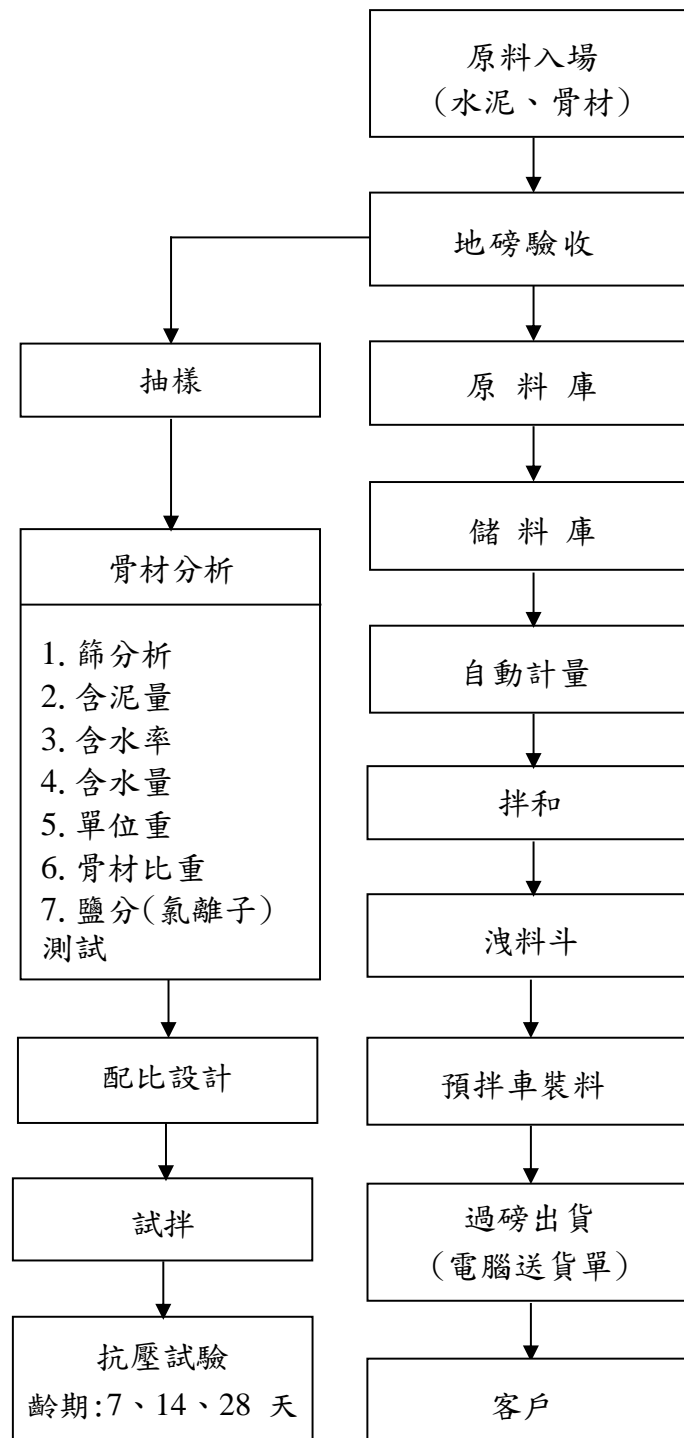 原料入場
(水泥、骨材)
地磅驗收
原 料 庫
儲 料 庫
自動計量
拌和
洩料斗
預拌車裝料
過磅出貨
(電腦送貨單)
客戶
抽樣
骨材分析
1. 篩分析
2. 含泥量
3. 含水率
4. 含水量
5. 單位重
6. 骨材比重
7. 鹽分(氯離子)
測試
配比設計
試拌
抗壓試驗
齡期:7、14、28 天